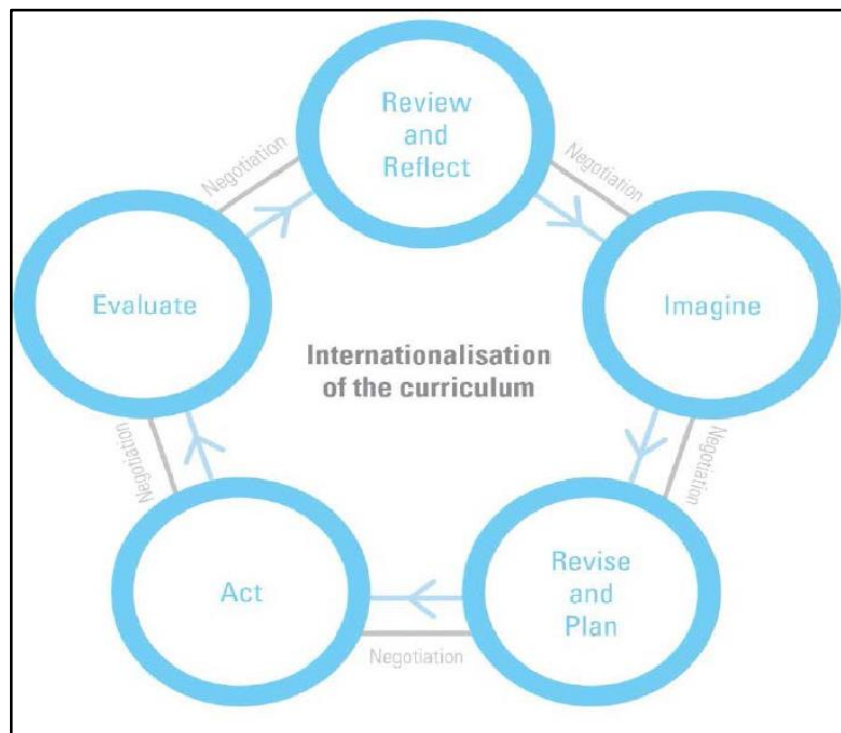 Review
and
Reflect
Negotiation
Imagine
Negotiation
Revise
and
Plan
Negotiation
Act
Negotiation
Evaluate
Negotiation
Internationalisation
of the curriculum